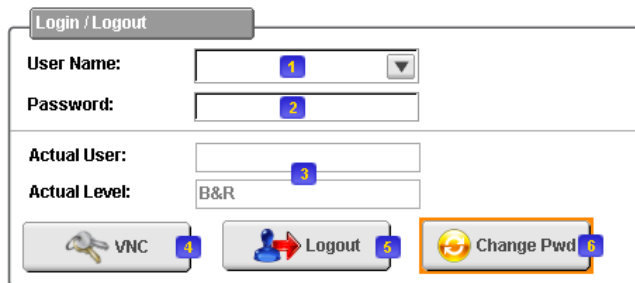 Login / Logout
User Name: 1
Password: 2
Actual User:
3
Actual Level: B&R
VNC 4 Logout 5 Change Pwd 6